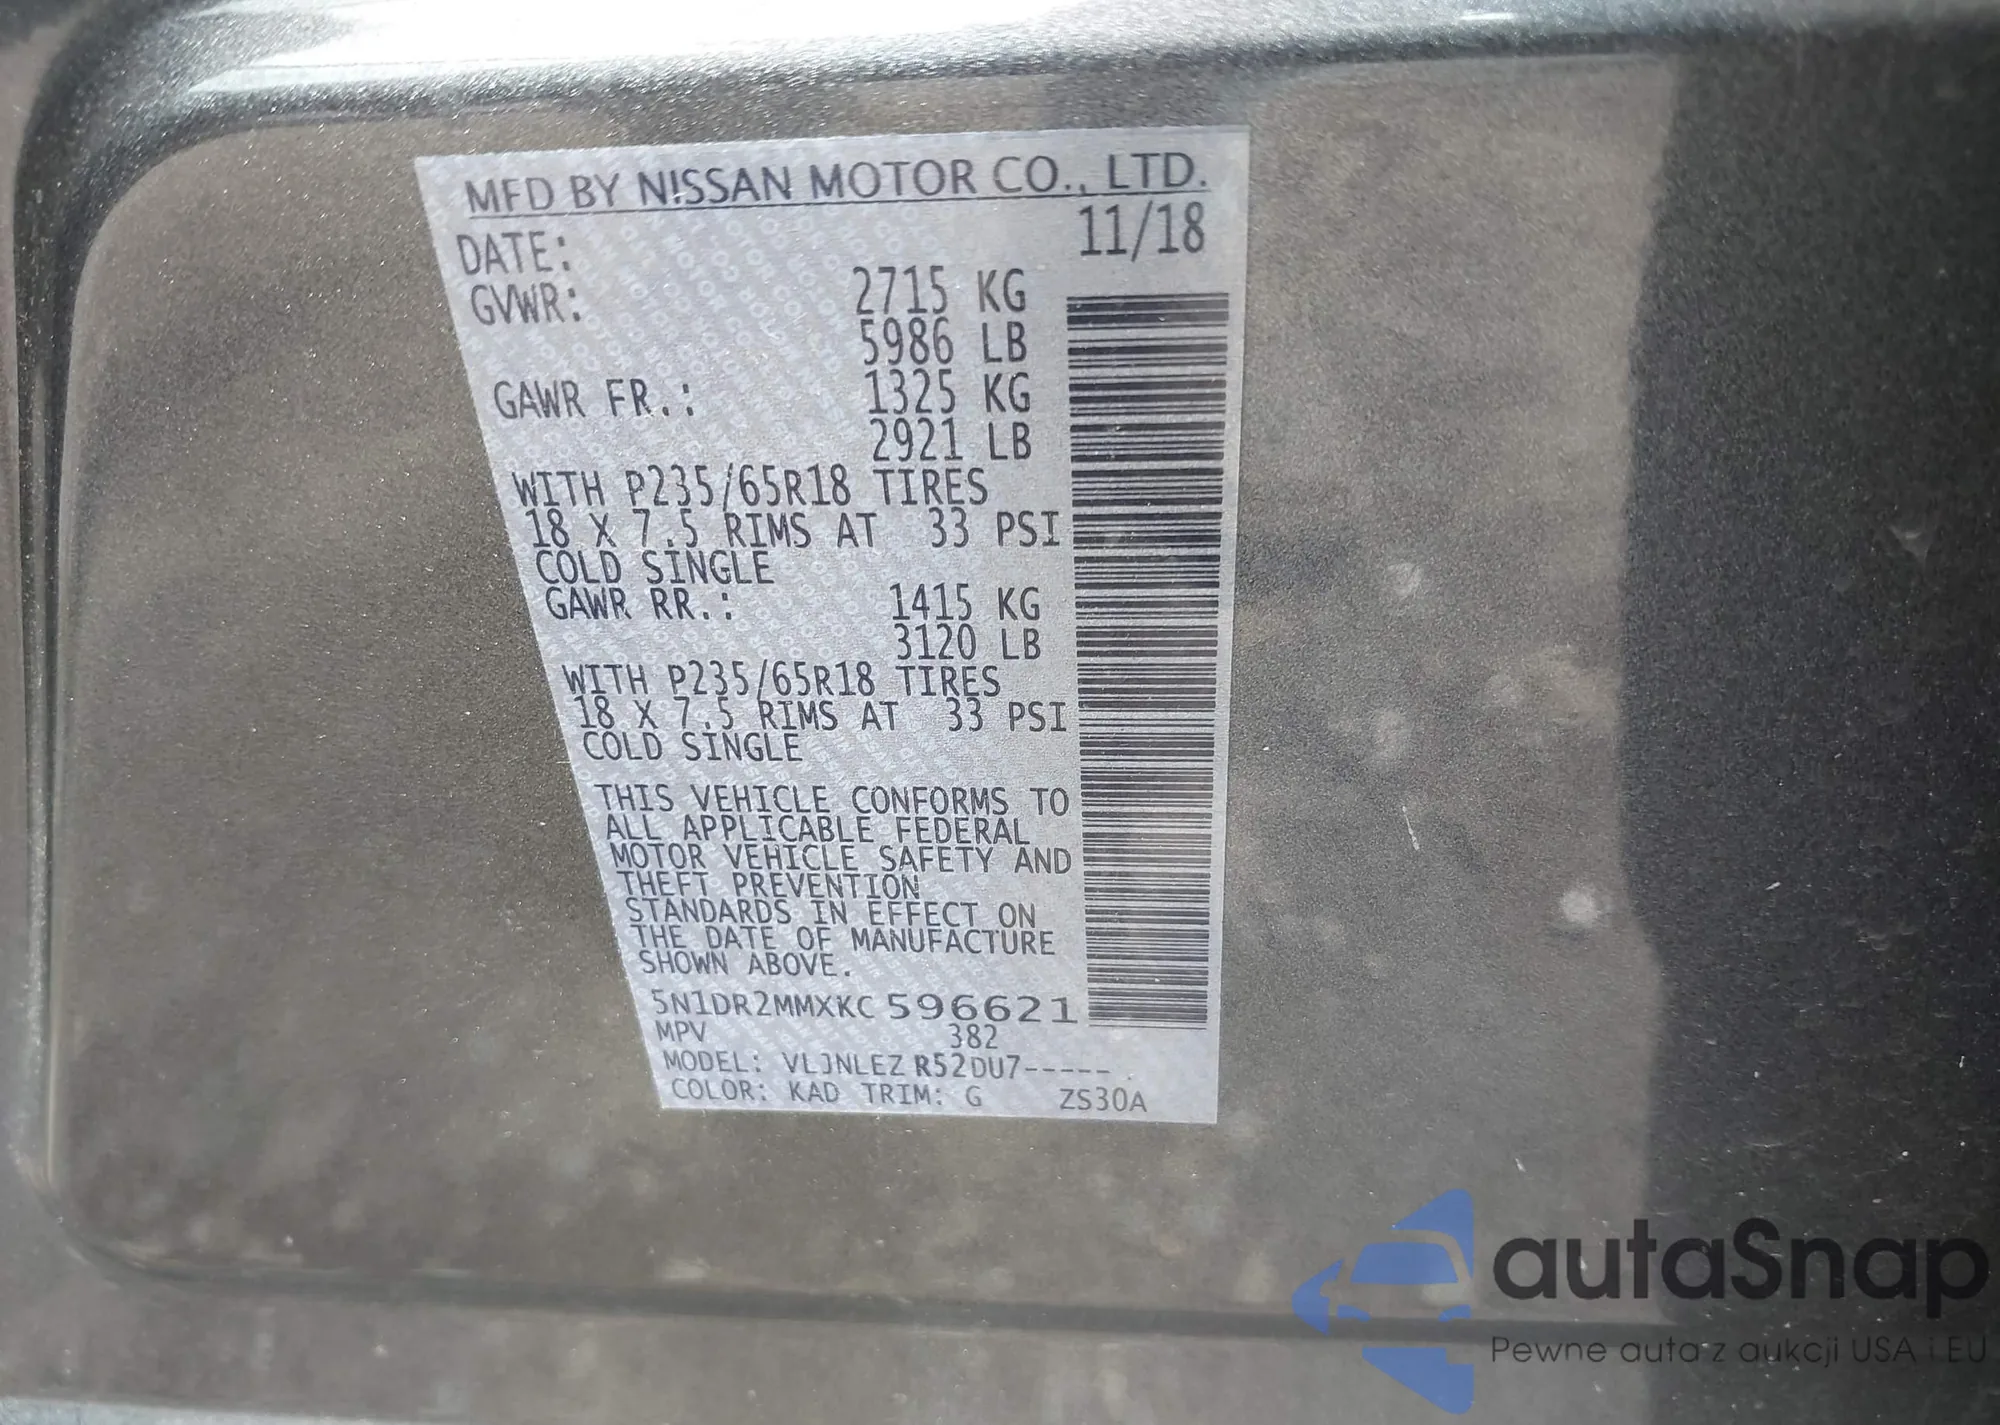 MFD BY NISSAN MOTOR CO., LTD.
DATE: 11/18
GVWR: 2715 KG
5986 LB
GAWR FR.: 1325 KG
2921 LB
WITH P235/65R18 TIRES
18 X 7.5 RIMS AT 33 PSI
COLD SINGLE
GAWR RR.: 1415 KG
3120 LB
WITH P235/65R18 TIRES
18 X 7.5 RIMS AT 33 PSI
COLD SINGLE
THIS VEHICLE CONFORMS TO
ALL APPLICABLE FEDERAL
MOTOR VEHICLE SAFETY AND
THEFT PREVENTION
STANDARDS IN EFFECT ON
THE DATE OF MANUFACTURE
SHOWN ABOVE.
5N1DR2MMXKC 596621
MPV 382
MODEL: VLJNLEZ R52DU7-----
COLOR: KAD TRIM: G ZS30A
autaSnap
Pewne auta z aukcji USA i EU